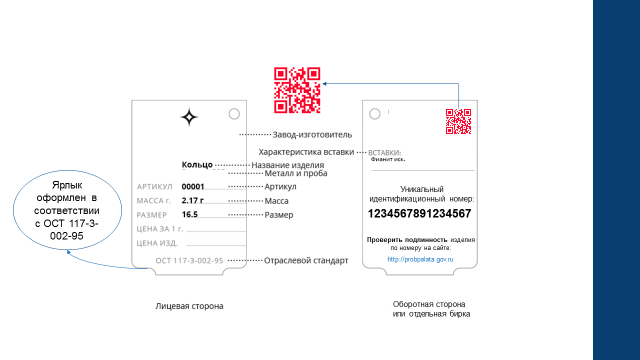 Завод-изготовитель
Характеристика вставки
ВСТАВКИ:
Фианит иск.
Кольцо
Название изделия
Металл и проба
АРТИКУЛ 00001
Артикул
МАССА г. 2.17 г
Масса
РАЗМЕР 16.5
Размер
ЦЕНА ЗА 1 г.
ЦЕНА ИЗД.
ОСТ 117-3-002-95
Отраслевой стандарт
Ярлык
оформлен в
соответствии
с ОСТ 117-3-
002-95
Уникальный
идентификационный номер:
1234567891234567
Проверить подлинность изделия
по номеру на сайте:
http://probpalata.gov.ru
Лицевая сторона
Оборотная сторона
или отдельная бирка